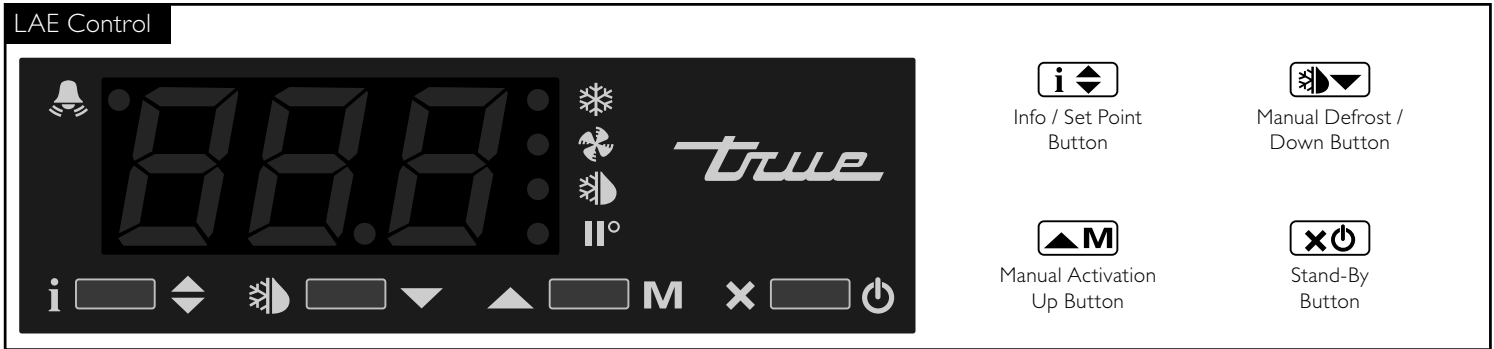 LAE Control
true
i
M
i
Info / Set Point
Button
Manual Defrost /
Down Button
M
Manual Activation
Up Button
Stand-By
Button